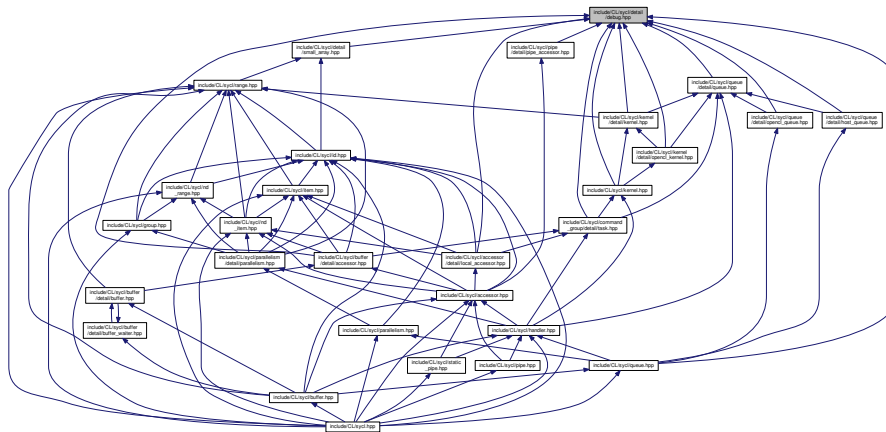 include/CL/sycl/detail
/debug.hpp
include/CL/sycl/detail
/small_array.hpp
include/CL/sycl/pipe
/detail/pipe_accessor.hpp
include/CL/sycl/range.hpp
include/CL/sycl/queue
/detail/queue.hpp
include/CL/sycl/kernel
/detail/kernel.hpp
include/CL/sycl/queue
/detail/opencl_queue.hpp
include/CL/sycl/queue
/detail/host_queue.hpp
include/CL/sycl/id.hpp
include/CL/sycl/kernel
/detail/opencl_kernel.hpp
include/CL/sycl/nd
_range.hpp
include/CL/sycl/item.hpp
include/CL/sycl/kernel.hpp
include/CL/sycl/group.hpp
include/CL/sycl/nd
_item.hpp
include/CL/sycl/command
_group/detail/task.hpp
include/CL/sycl/parallelism
/detail/parallelism.hpp
include/CL/sycl/buffer
/detail/accessor.hpp
include/CL/sycl/accessor
/detail/local_accessor.hpp
include/CL/sycl/buffer
/detail/buffer.hpp
include/CL/sycl/accessor.hpp
include/CL/sycl/buffer
/detail/buffer_waiter.hpp
include/CL/sycl/parallelism.hpp
include/CL/sycl/handler.hpp
include/CL/sycl/static
_pipe.hpp
include/CL/sycl/pipe.hpp
include/CL/sycl/queue.hpp
include/CL/sycl/buffer.hpp
include/CL/sycl.hpp